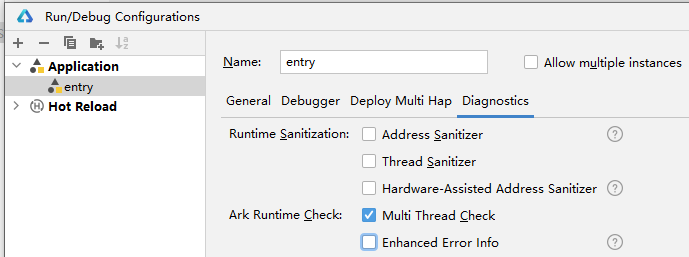 Run/Debug Configurations
Application
entry
Hot Reload
Name: entry
Allow multiple instances
General Debugger Deploy Multi Hap Diagnostics
Runtime Sanitization: Address Sanitizer ?
Thread Sanitizer
Hardware-Assisted Address Sanitizer ?
Ark Runtime Check: Multi Thread Check
Enhanced Error Info ?